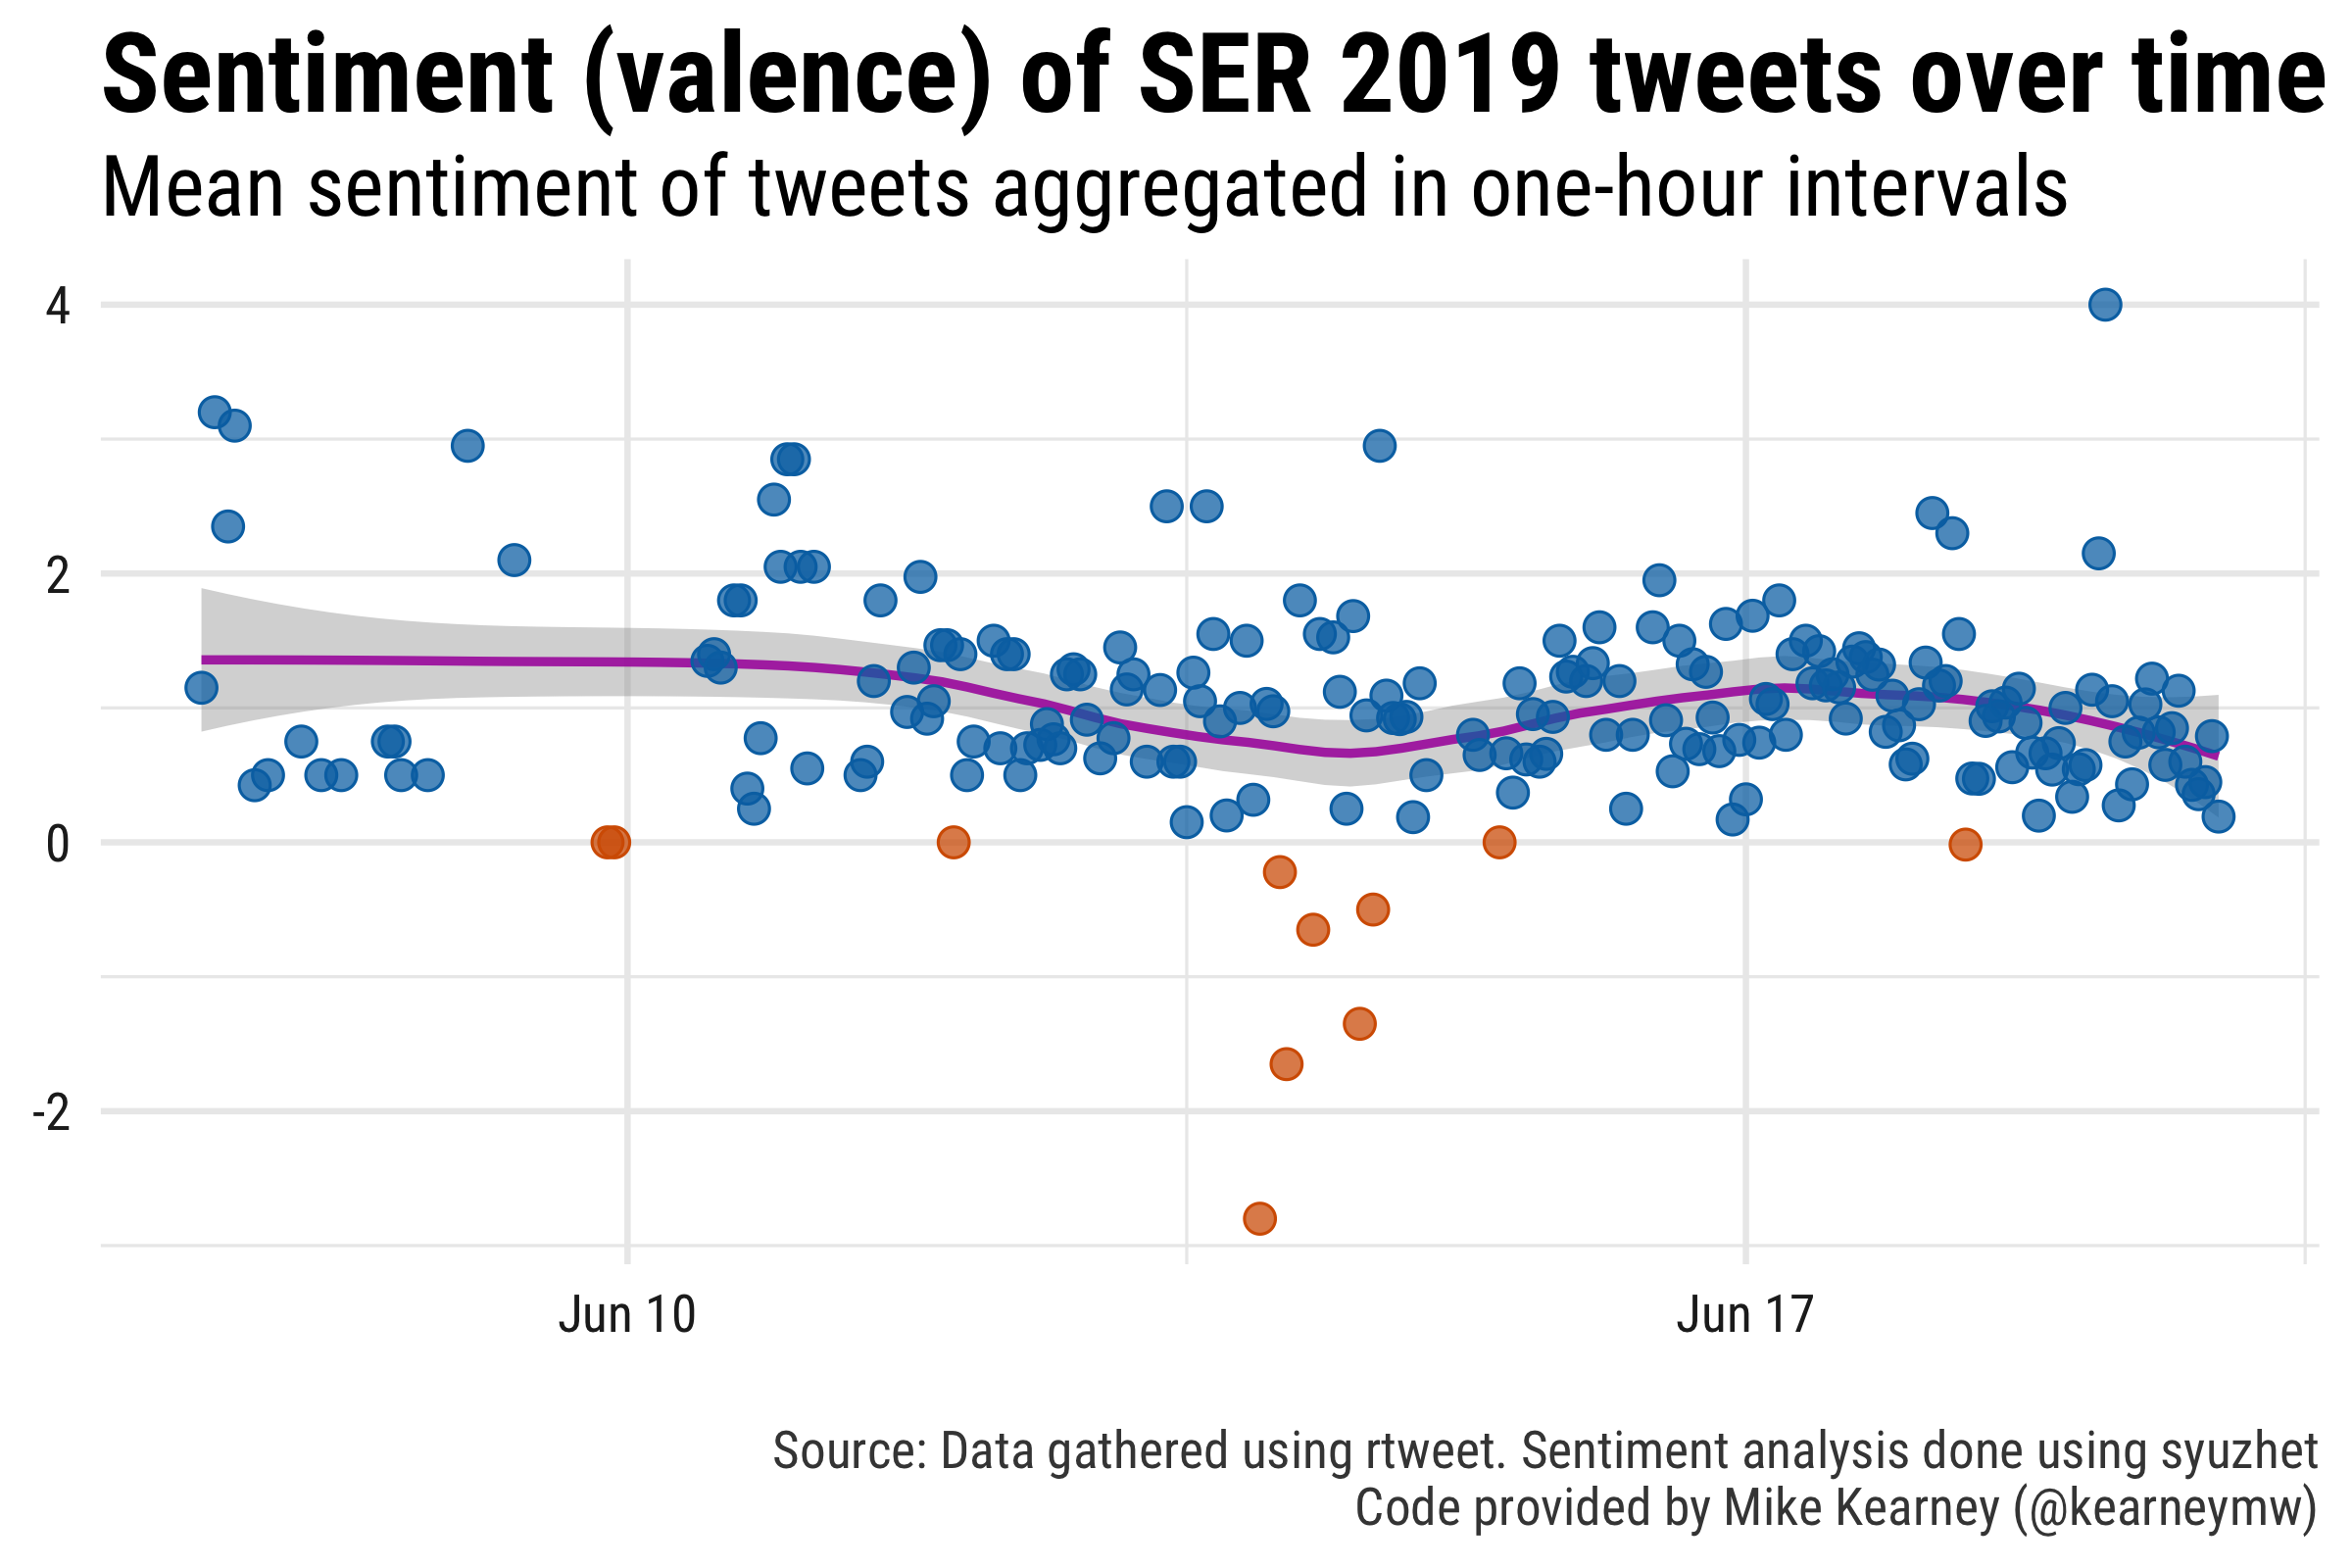 Sentiment (valence) of SER 2019 tweets over time
Mean sentiment of tweets aggregated in one-hour intervals
4
2
0
-2
Jun 10
Jun 17
Source: Data gathered using rtweet. Sentiment analysis done using syuzhet
Code provided by Mike Kearney (@kearneymw)